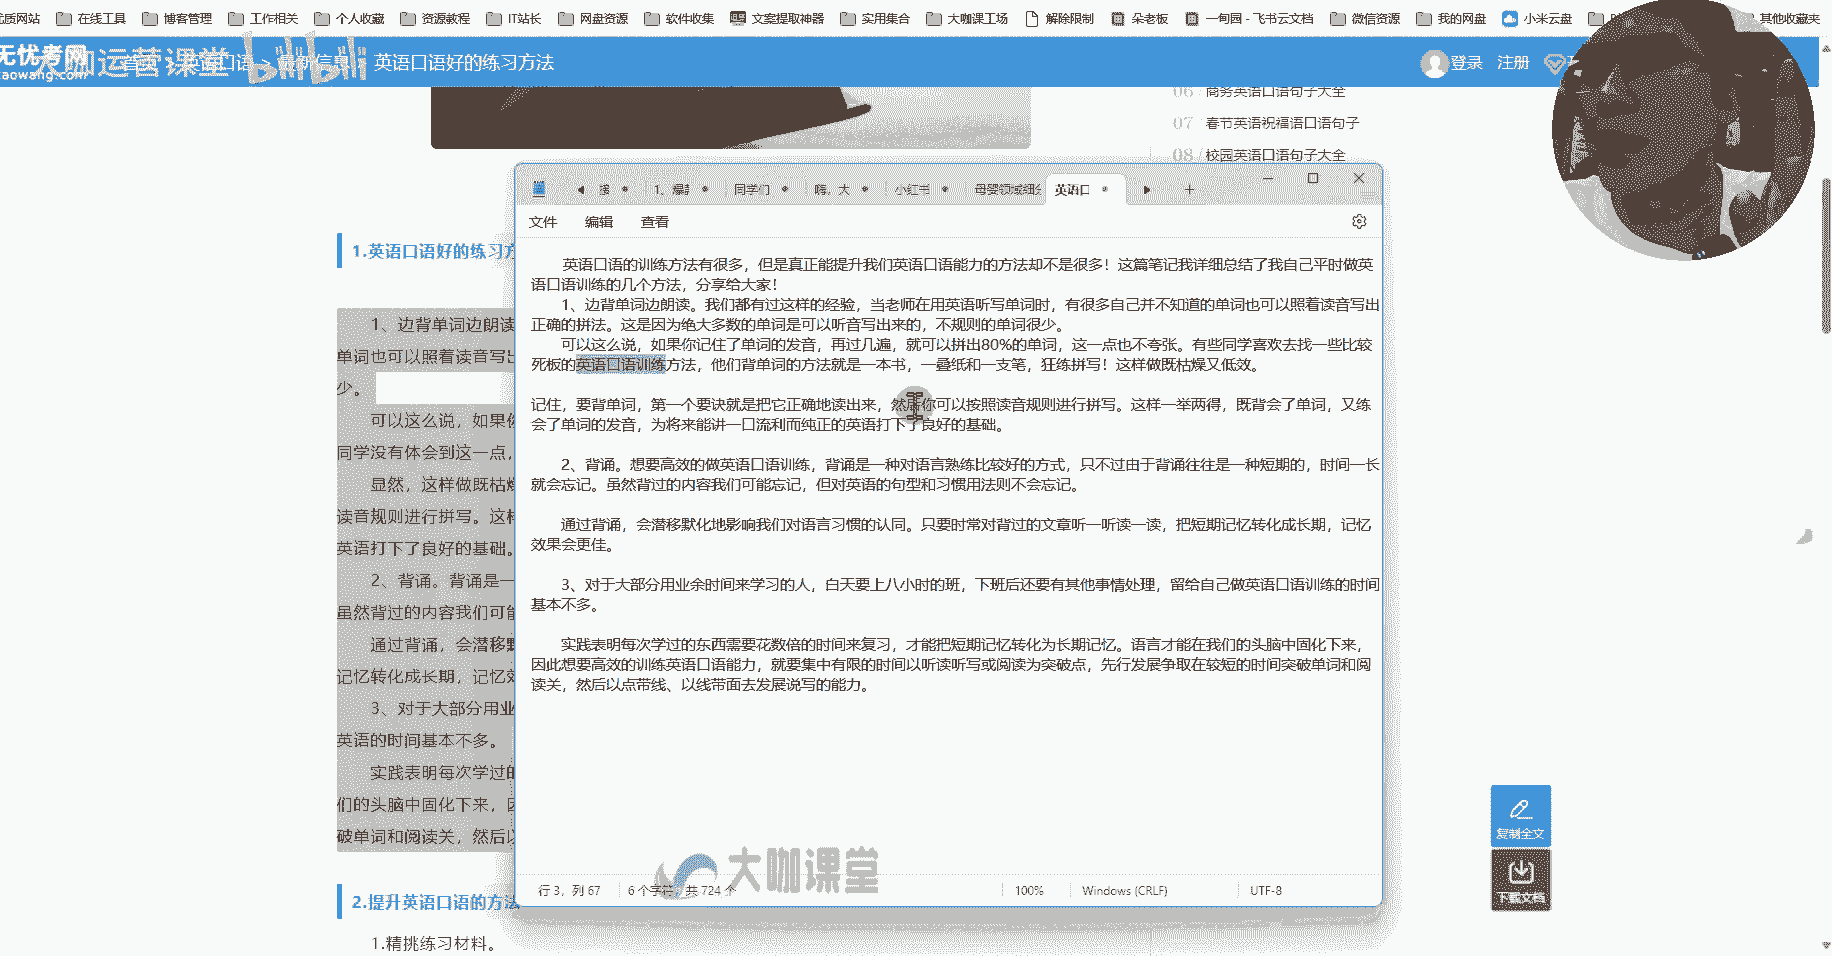 优质网站 在线工具 博客管理 工作相关 个人收藏 资源教程 IT站长 网盘资源 软件收集 文案提取神器 实用集合 大咖课工场 解除限制 朵老板 一甸园 - 飞书云文档 微信资源 我的网盘 小米云盘 其他收藏夹
无忧考网
大咖运营课堂 bilibili
英语口语好的练习方法
登录 注册
06 商务英语口语句子大全
07 春节英语祝福语口语句子
08 校园英语口语句子大全
同学们 嗨，大 小红书 母婴领域细分 英语口
文件 编辑 查看
1.英语口语好的练习方
1、边背单词边朗读
单词也可以照着读音写出
少。
可以这么说，如果你
同学没有体会到这一点，
显然，这样做既枯燥
读音规则进行拼写。这样
英语打下了良好的基础。
2、背诵。背诵是一
虽然背过的内容我们可能
通过背诵，会潜移默
记忆转化成长期，记忆效
3、对于大部分用业
英语的时间基本不多。
实践表明每次学过的
们的头脑中固化下来，因
破单词和阅读关，然后以
2.提升英语口语的方法
1.精挑练习材料。
英语口语的训练方法有很多，但是真正能提升我们英语口语能力的方法却不是很多！这篇笔记我详细总结了我自己平时做英
语口语训练的几个方法，分享给大家！
1、边背单词边朗读。我们都有过这样的经验，当老师在用英语听写单词时，有很多自己并不知道的单词也可以照着读音写出
正确的拼法。这是因为绝大多数的单词是可以听音写出来的，不规则的单词很少。
可以这么说，如果你记住了单词的发音，再过几遍，就可以拼出80%的单词，这一点也不夸张。有些同学喜欢去找一些比较
死板的英语口语训练方法，他们背单词的方法就是一本书，一叠纸和一支笔，狂练拼写！这样做既枯燥又低效。
记住，要背单词，第一个要诀就是把它正确地读出来，然后你可以按照读音规则进行拼写。这样一举两得，既背会了单词，又练
会了单词的发音，为将来能讲一口流利而纯正的英语打下了良好的基础。
2、背诵。想要高效的做英语口语训练，背诵是一种对语言熟练比较好的方式，只不过由于背诵往往是一种短期的，时间一长
就会忘记。虽然背过的内容我们可能忘记，但对英语的句型和习惯用法则不会忘记。
通过背诵，会潜移默化地影响我们对语言习惯的认同。只要时常对背过的文章听一听读一读，把短期记忆转化成长期，记忆
效果会更佳。
3、对于大部分用业余时间来学习的人，白天要上八小时的班，下班后还要有其他事情处理，留给自己做英语口语训练的时间
基本不多。
实践表明每次学过的东西需要花数倍的时间来复习，才能把短期记忆转化为长期记忆。语言才能在我们的头脑中固化下来，
因此想要高效的训练英语口语能力，就要集中有限的时间以听读听写或阅读为突破点，先行发展争取在较短的时间突破单词和阅
读关，然后以点带线、以线带面去发展说写的能力。
大咖课堂
行 3，列 67 6 个字符，共 724 个 100% Windows (CRLF) UTF-8
复制全文
下载文档